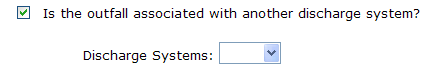 Is the outfall associated with another discharge system?
Discharge Systems: